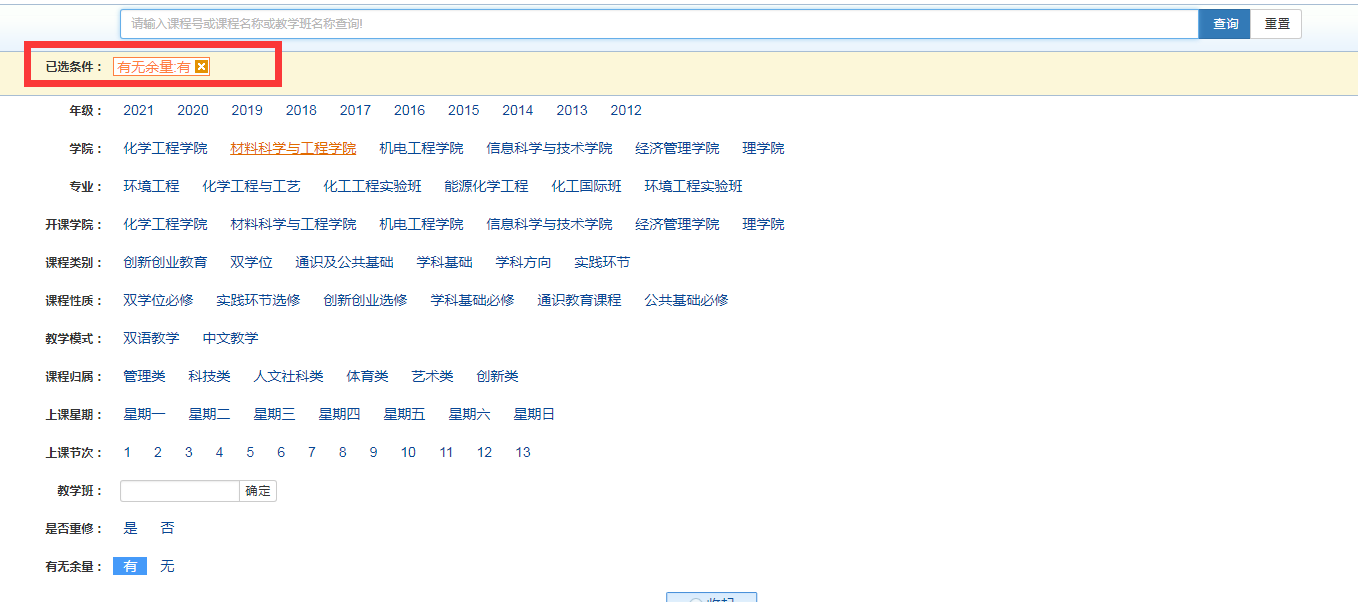 请输入课程号或课程名称或教学班名称查询! 查询 重置
已选条件： 有无余量:有
年级： 2021 2020 2019 2018 2017 2016 2015 2014 2013 2012
学院： 化学工程学院 材料科学与工程学院 机电工程学院 信息科学与技术学院 经济管理学院 理学院
专业： 环境工程 化学工程与工艺 化工工程实验班 能源化学工程 化工国际班 环境工程实验班
开课学院： 化学工程学院 材料科学与工程学院 机电工程学院 信息科学与技术学院 经济管理学院 理学院
课程类别： 创新创业教育 双学位 通识及公共基础 学科基础 学科方向 实践环节
课程性质： 双学位必修 实践环节选修 创新创业选修 学科基础必修 通识教育课程 公共基础必修
教学模式： 双语教学 中文教学
课程归属： 管理类 科技类 人文社科类 体育类 艺术类 创新类
上课星期： 星期一 星期二 星期三 星期四 星期五 星期六 星期日
上课节次： 1 2 3 4 5 6 7 8 9 10 11 12 13
教学班： 确定
是否重修： 是 否
有无余量： 有 无
收起